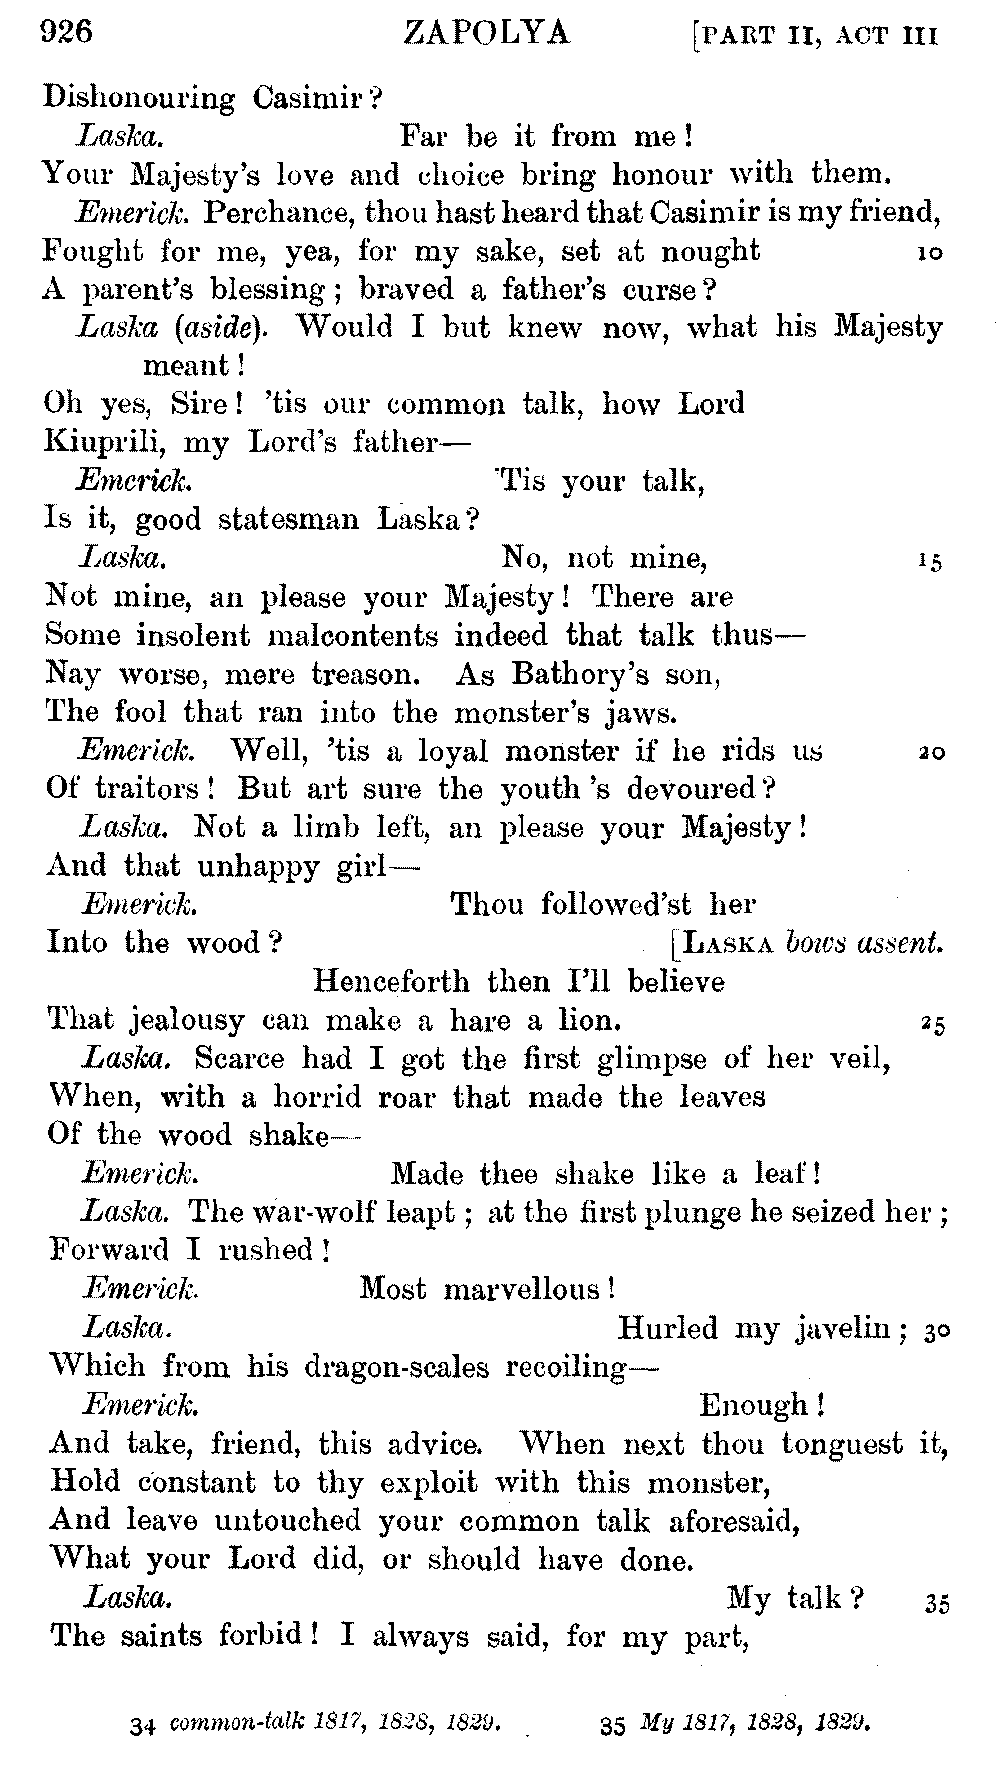 926 ZAPOLYA [PART II, ACT III
Dishonouring Casimir?
Laska. Far be it from me!
Your Majesty's love and choice bring honour with them.
Emerick. Perchance, thou hast heard that Casimir is my friend,
Fought for me, yea, for my sake, set at nought 10
A parent's blessing; braved a father's curse?
Laska (aside). Would I but knew now, what his Majesty
meant!
Oh yes, Sire! 'tis our common talk, how Lord
Kiuprili, my Lord's father—
Emerick. 'Tis your talk,
Is it, good statesman Laska?
Laska. No, not mine, 15
Not mine, an please your Majesty! There are
Some insolent malcontents indeed that talk thus—
Nay worse, mere treason. As Bathory's son,
The fool that ran into the monster's jaws.
Emerick. Well, 'tis a loyal monster if he rids us 20
Of traitors! But art sure the youth 's devoured?
Laska. Not a limb left, an please your Majesty!
And that unhappy girl—
Emerick. Thou followed'st her
Into the wood? [LASKA bows assent.
Henceforth then I'll believe
That jealousy can make a hare a lion. 25
Laska. Scarce had I got the first glimpse of her veil,
When, with a horrid roar that made the leaves
Of the wood shake—
Emerick. Made thee shake like a leaf!
Laska. The war-wolf leapt; at the first plunge he seized her;
Forward I rushed!
Emerick. Most marvellous!
Laska. Hurled my javelin; 30
Which from his dragon-scales recoiling—
Emerick. Enough!
And take, friend, this advice. When next thou tonguest it,
Hold constant to thy exploit with this monster,
And leave untouched your common talk aforesaid,
What your Lord did, or should have done.
Laska. My talk? 35
The saints forbid! I always said, for my part,
34 common-talk 1817, 1828, 1829. 35 My 1817, 1828, 1829.